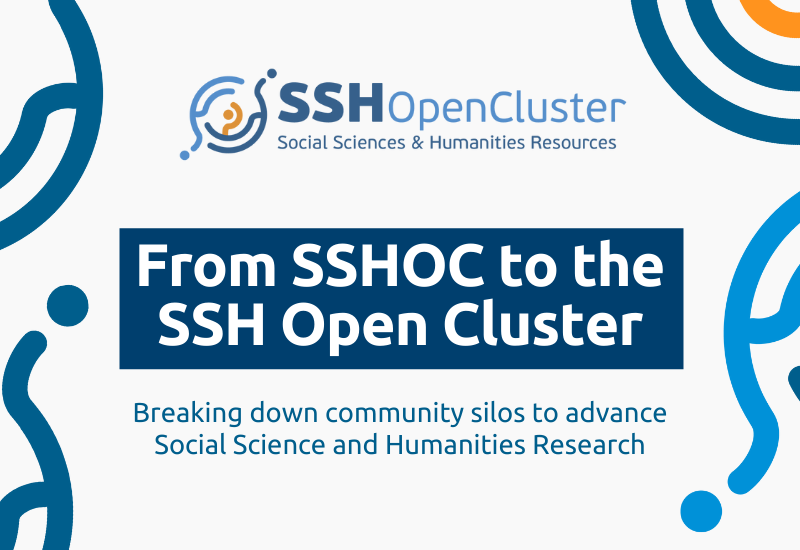 SSHOpenCluster
Social Sciences & Humanities Resources
From SSHOC to the
SSH Open Cluster
Breaking down community silos to advance
Social Science and Humanities Research